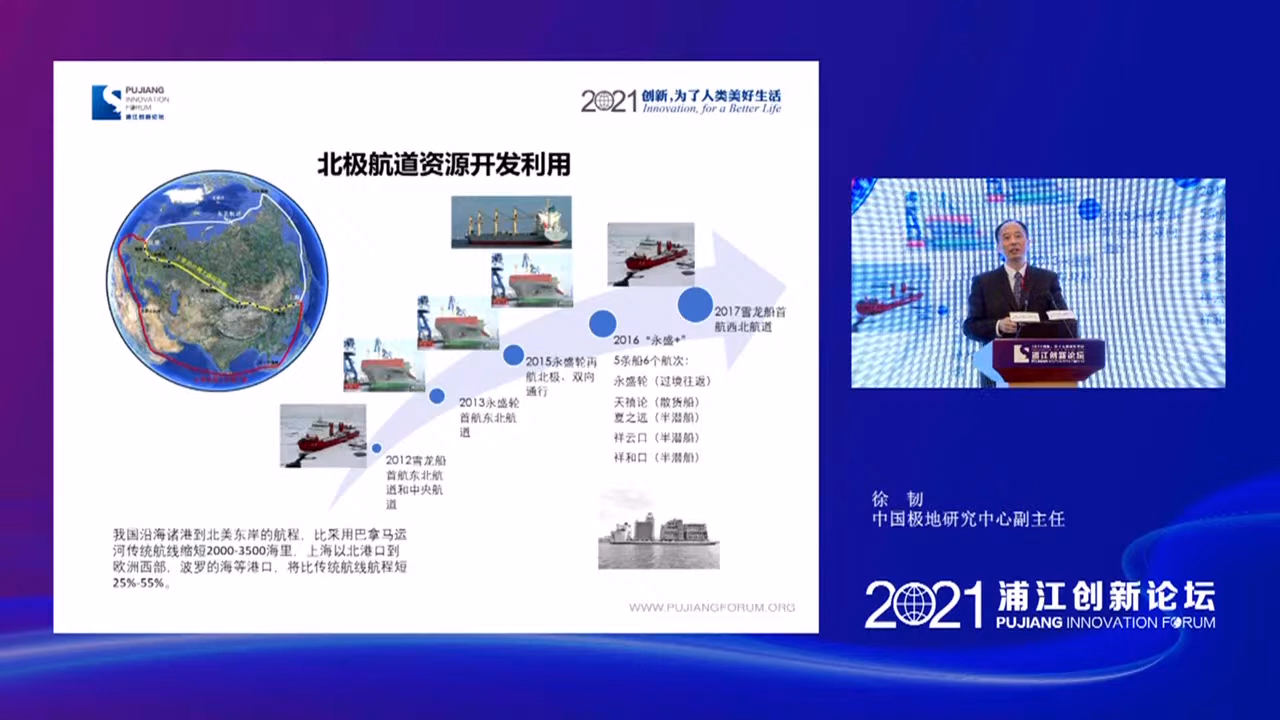 PUJIANG
INNOVATION
FORUM
浦江创新论坛
2021
创新,为了人类美好生活
Innovation, for a Better Life
北极航道资源开发利用
2012雪龙船
首航东北航
道和中央航
道
2013永盛轮
首航东北航
道
2015永盛轮再
航北极、双向
通行
2016 “永盛+”
5条船6个航次:
永盛轮(过境往返)
天禧论(散货船)
夏之远(半潜船)
祥云口(半潜船)
祥和口(半潜船)
2017雪龙船首
航西北航道
我国沿海诸港到北美东岸的航程,比采用巴拿马运
河传统航线缩短2000-3500海里,上海以北港口到
欧洲西部,波罗的海等港口,将比传统航线航程短
25%-55%。
WWW.PUJIANGFORUM.ORG
浦江创新论坛
徐 韧
中国极地研究中心副主任
2021 浦江创新论坛
PUJIANG INNOVATION FORUM